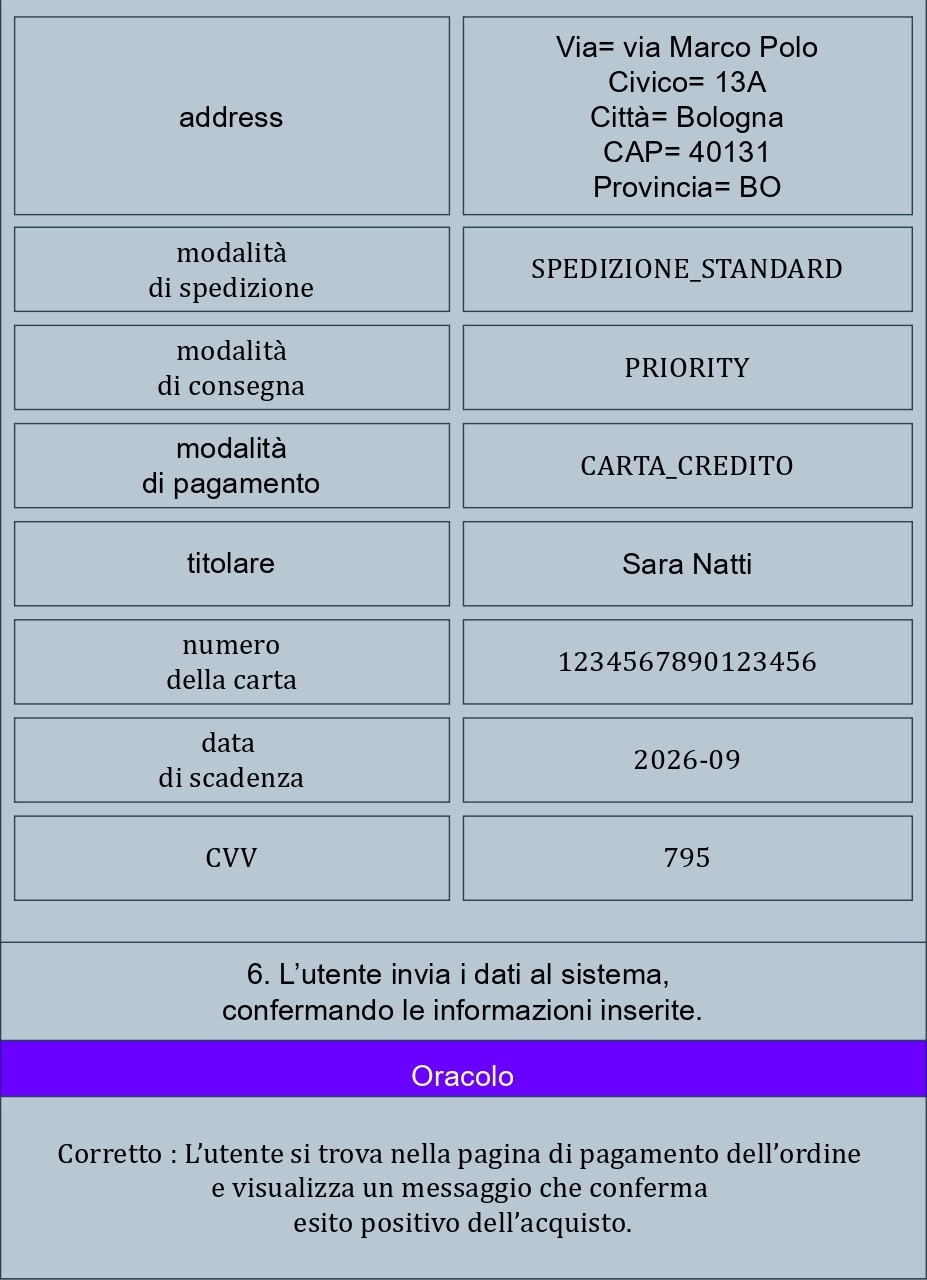 address
Via= via Marco Polo
Civico= 13A
Città= Bologna
CAP= 40131
Provincia= BO
modalità
di spedizione
SPEDIZIONE_STANDARD
modalità
di consegna
PRIORITY
modalità
di pagamento
CARTA_CREDITO
titolare
Sara Natti
numero
della carta
1234567890123456
data
di scadenza
2026-09
CVV
795
6. L’utente invia i dati al sistema,
confermando le informazioni inserite.
Oracolo
Corretto : L’utente si trova nella pagina di pagamento dell’ordine
e visualizza un messaggio che conferma
esito positivo dell’acquisto.